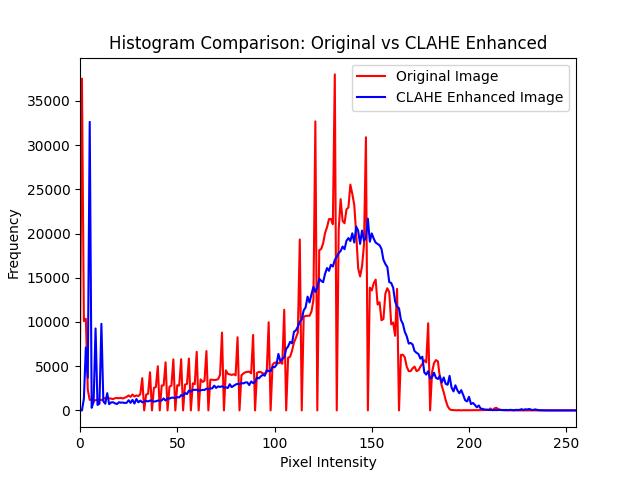 Histogram Comparison: Original vs CLAHE Enhanced
Original Image
CLAHE Enhanced Image
35000
30000
25000
20000
15000
10000
5000
0
Frequency
0 50 100 150 200 250
Pixel Intensity